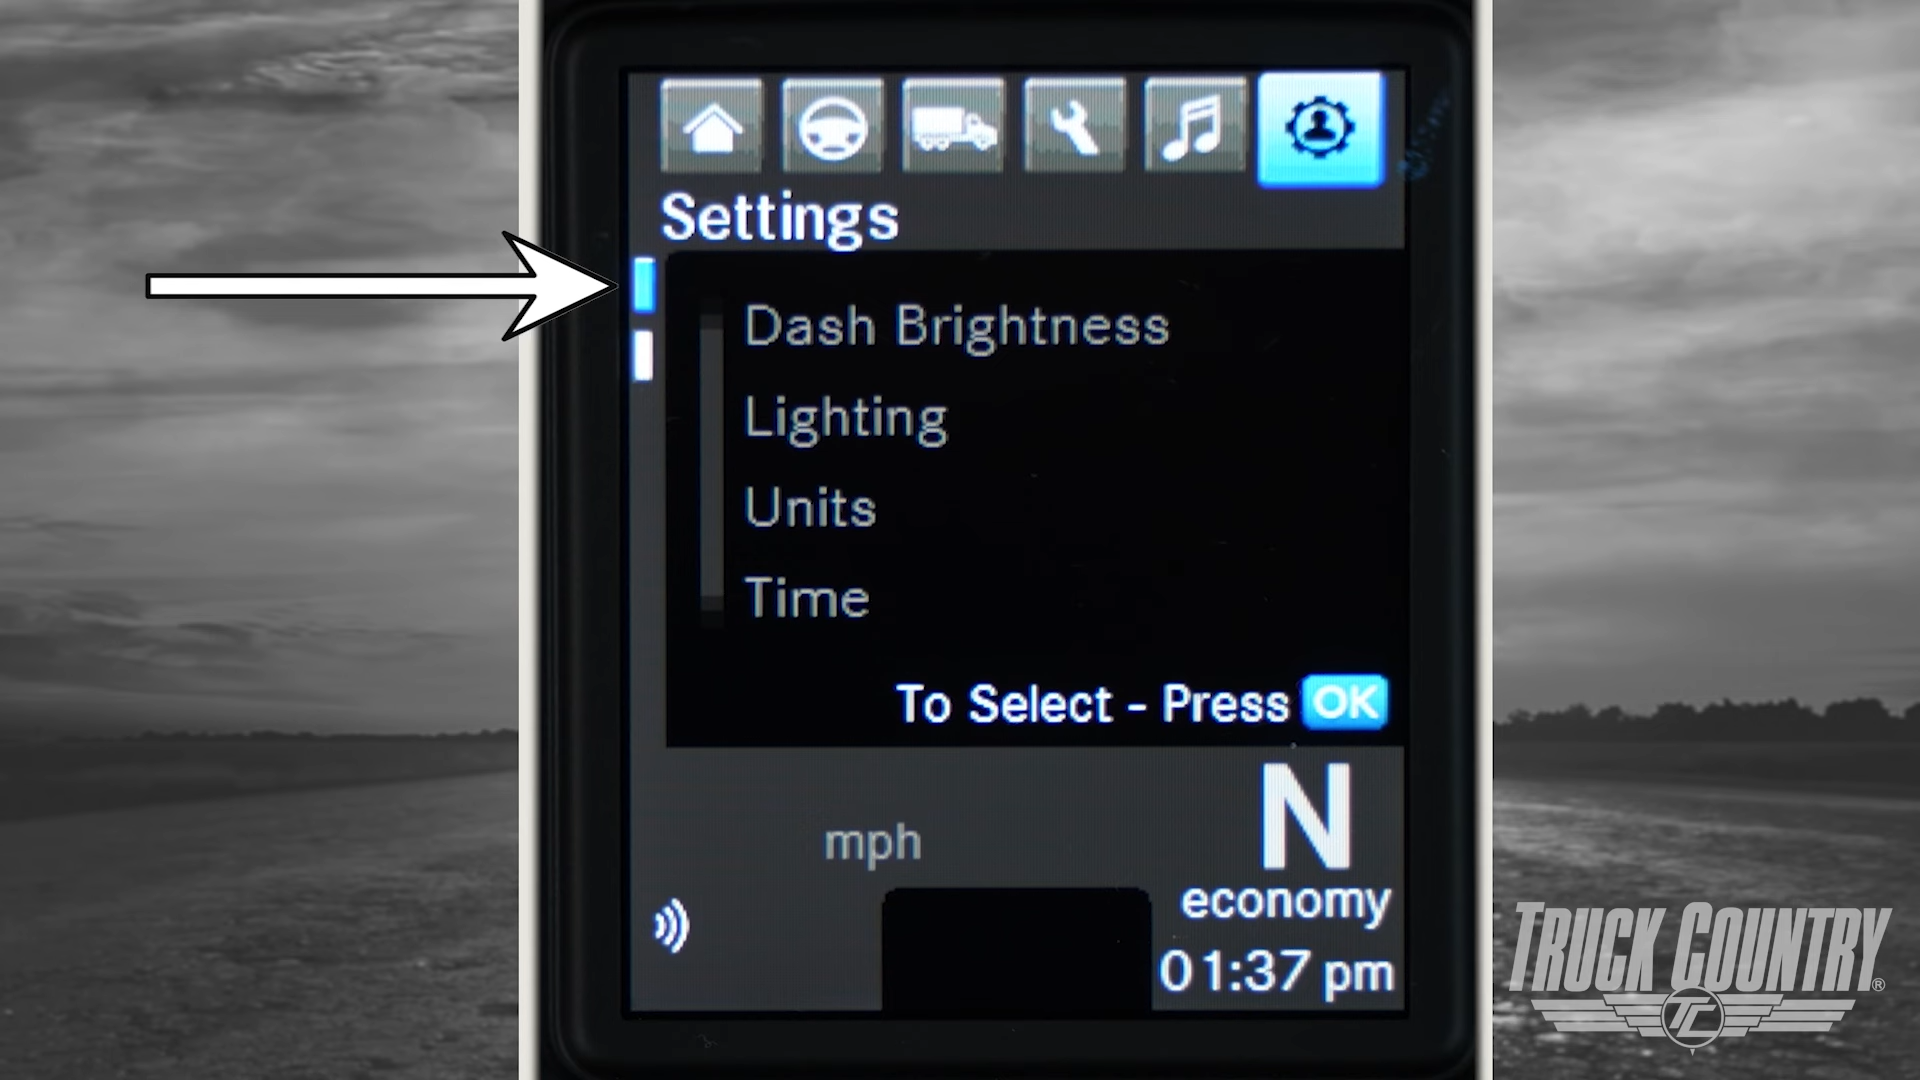 Settings
Dash Brightness
Lighting
Units
Time
To Select - Press OK
mph
N
economy
01:37 pm
TRUCK COUNTRY®
TC